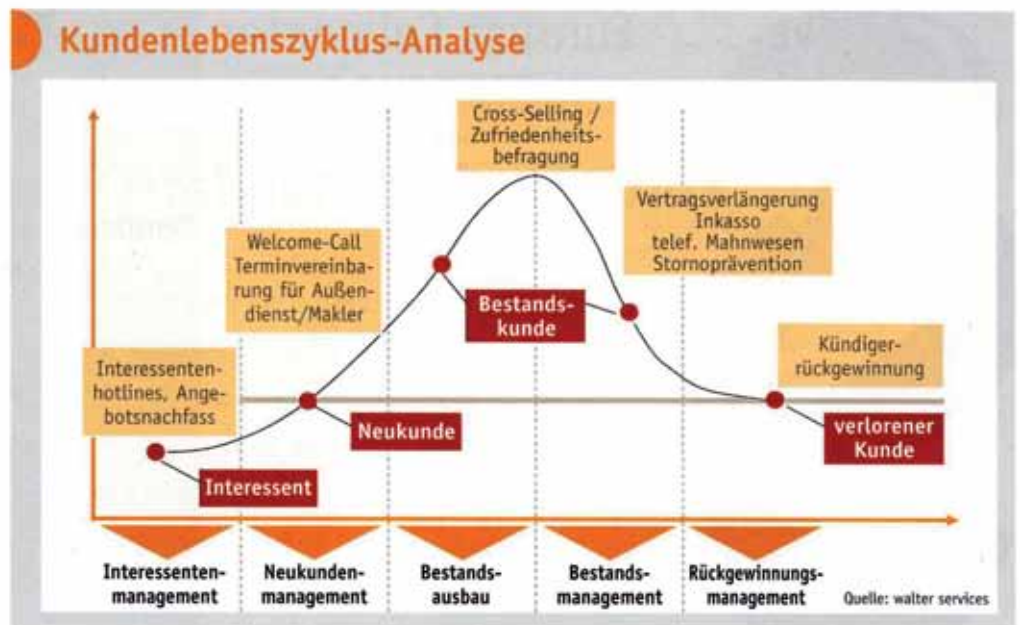 Kundenlebenszyklus-Analyse
Cross-Selling /
Zufriedenheits-
befragung
Vertragsverlängerung
Inkasso
telef. Mahnwesen
Stornoprävention
Welcome-Call
Terminvereinba-
rung für Außen-
dienst/Makler
Bestands-
kunde
Kündiger-
rückgewinnung
Interessenten-
hotlines, Ange-
botsnachfass
Neukunde
verlorener
Kunde
Interessent
Interessenten-
management
Neukunden-
management
Bestands-
ausbau
Bestands-
management
Rückgewinnungs-
management
Quelle: walter services